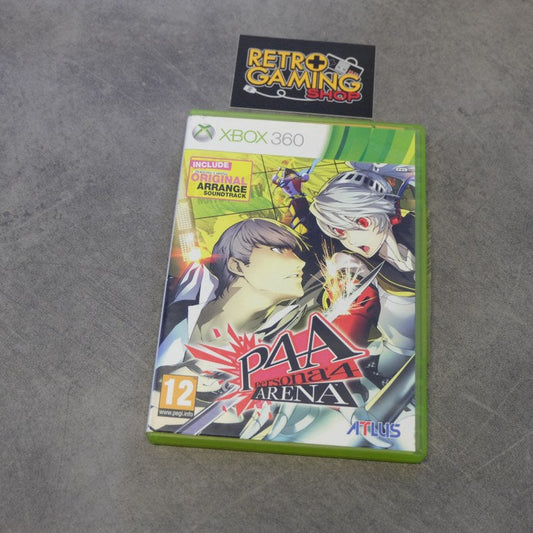 RETRO
GAMING
SHOP
XBOX 360
INCLUDE
ORIGINAL
ARRANGE
SOUNDTRACK
P4A
persona4
ARENA
12
www.pegi.info
ATLUS